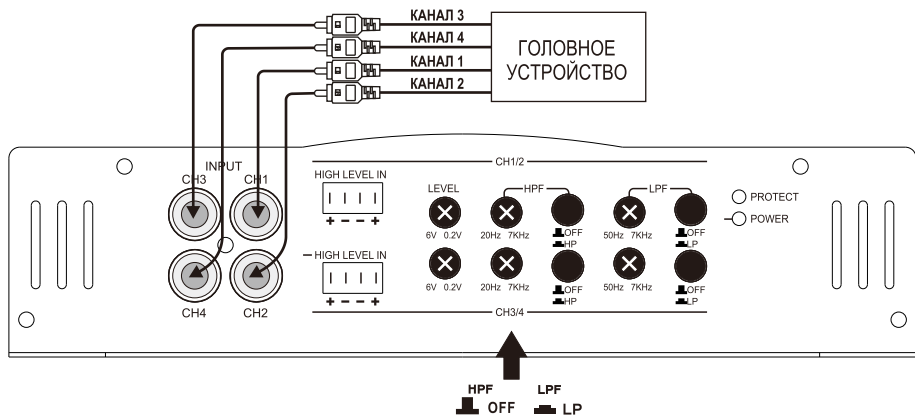 КАНАЛ 3
КАНАЛ 4
КАНАЛ 1
КАНАЛ 2
ГОЛОВНОЕ
УСТРОЙСТВО
INPUT
CH3 CH1
CH4 CH2
CH1/2
HIGH LEVEL IN
+ − − +
LEVEL HPF LPF
6V 0.2V 20Hz 7KHz OFF 50Hz 7KHz OFF
HP LP
PROTECT
POWER
HIGH LEVEL IN
+ − − +
6V 0.2V 20Hz 7KHz OFF 50Hz 7KHz OFF
HP LP
CH3/4
HPF LPF
OFF LP